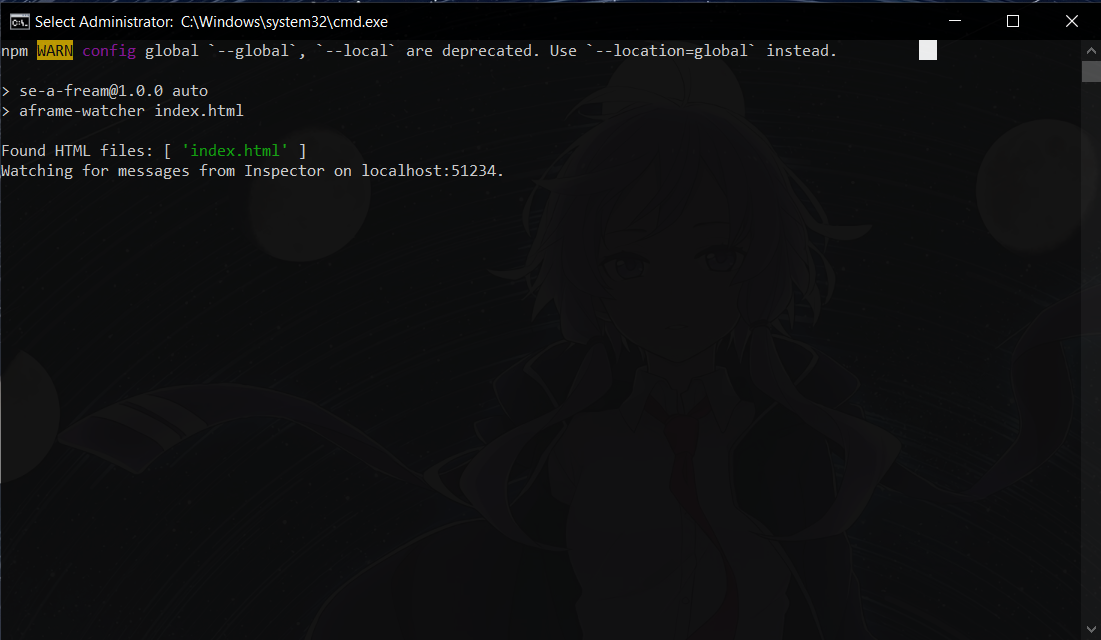 Select Administrator: C:\Windows\system32\cmd.exe
npm WARN config global `--global`, `--local` are deprecated. Use `--location=global` instead.
> se-a-fream@1.0.0 auto
> aframe-watcher index.html
Found HTML files: [ 'index.html' ]
Watching for messages from Inspector on localhost:51234.